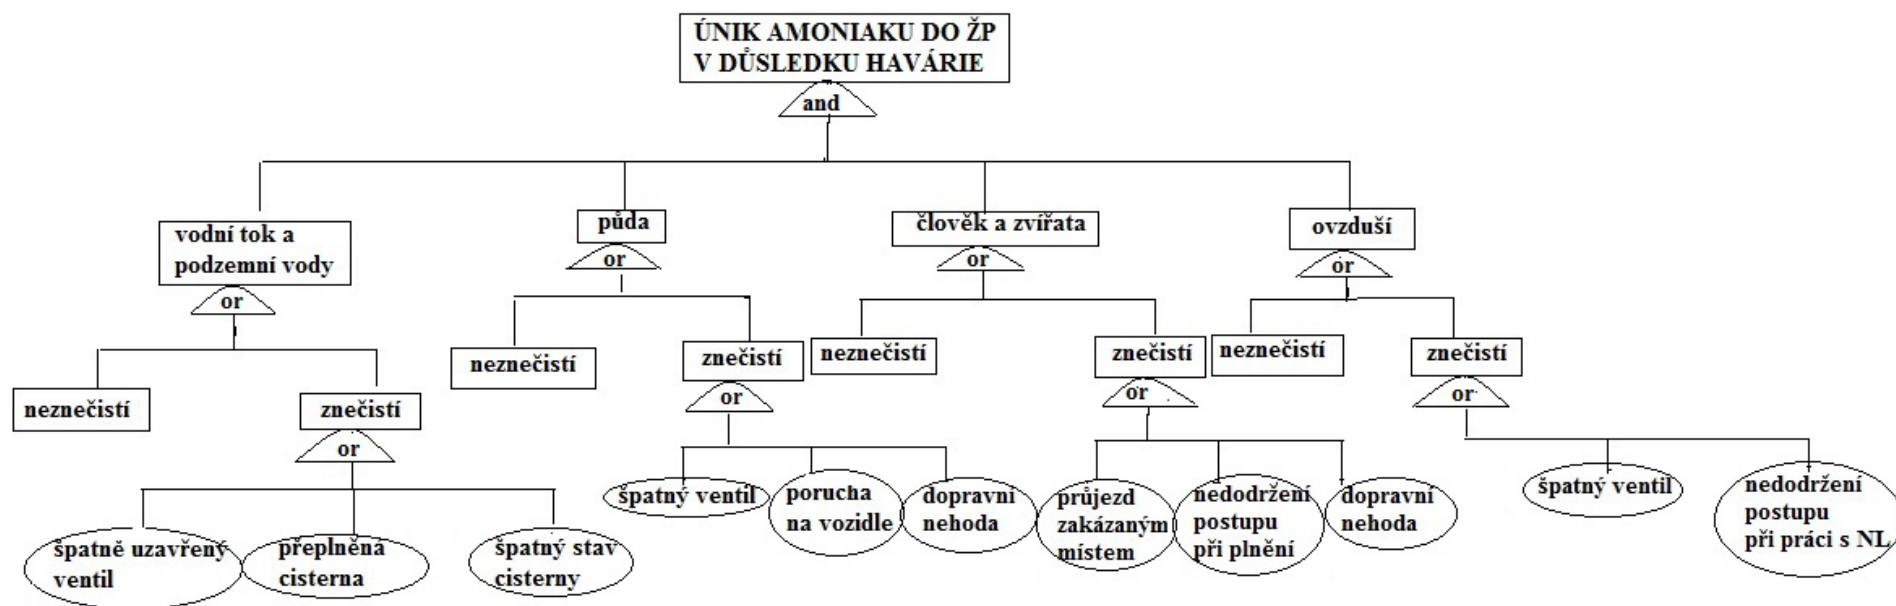 ÚNIK AMONIAKU DO ŽP
V DŮSLEDKU HAVÁRIE
and
vodní tok a
podzemní vody
or
půda
or
člověk a zvířata
or
ovzduší
or
neznečistí
znečistí
or
neznečistí
znečistí
or
neznečistí
znečistí
or
neznečistí
znečistí
or
špatně uzavřený
ventil
přeplněná
cisterna
špatný stav
cisterny
špatný ventil
porucha
na vozidle
dopravní
nehoda
průjezd
zakázaným
místem
nedodržení
postupu
při plnění
dopravní
nehoda
špatný ventil
nedodržení
postupu
při práci s NL